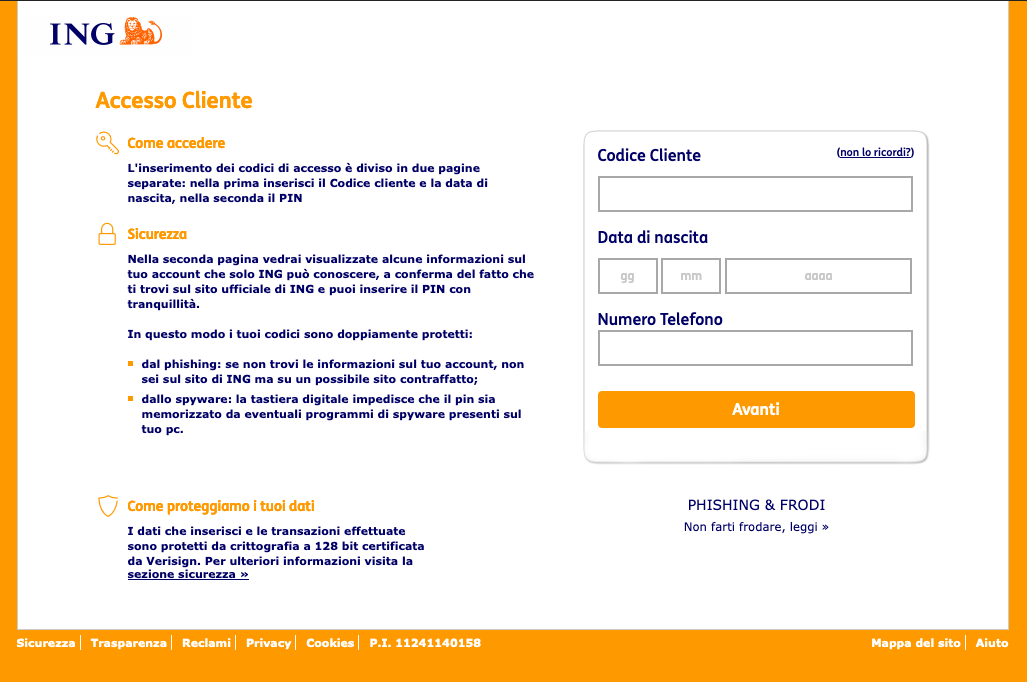 ING
Accesso Cliente
Come accedere
L'inserimento dei codici di accesso è diviso in due pagine
separate: nella prima inserisci il Codice cliente e la data di
nascita, nella seconda il PIN
Sicurezza
Nella seconda pagina vedrai visualizzate alcune informazioni sul
tuo account che solo ING può conoscere, a conferma del fatto che
ti trovi sul sito ufficiale di ING e puoi inserire il PIN con
tranquillità.
In questo modo i tuoi codici sono doppiamente protetti:
dal phishing: se non trovi le informazioni sul tuo account, non
sei sul sito di ING ma su un possibile sito contraffatto;
dallo spyware: la tastiera digitale impedisce che il pin sia
memorizzato da eventuali programmi di spyware presenti sul
tuo pc.
Come proteggiamo i tuoi dati
I dati che inserisci e le transazioni effettuate
sono protetti da crittografia a 128 bit certificata
da Verisign. Per ulteriori informazioni visita la
sezione sicurezza »
Codice Cliente (non lo ricordi?)
Data di nascita
gg mm aaaa
Numero Telefono
Avanti
PHISHING & FRODI
Non farti frodare, leggi »
Sicurezza Trasparenza Reclami Privacy Cookies P.I. 11241140158 Mappa del sito Aiuto